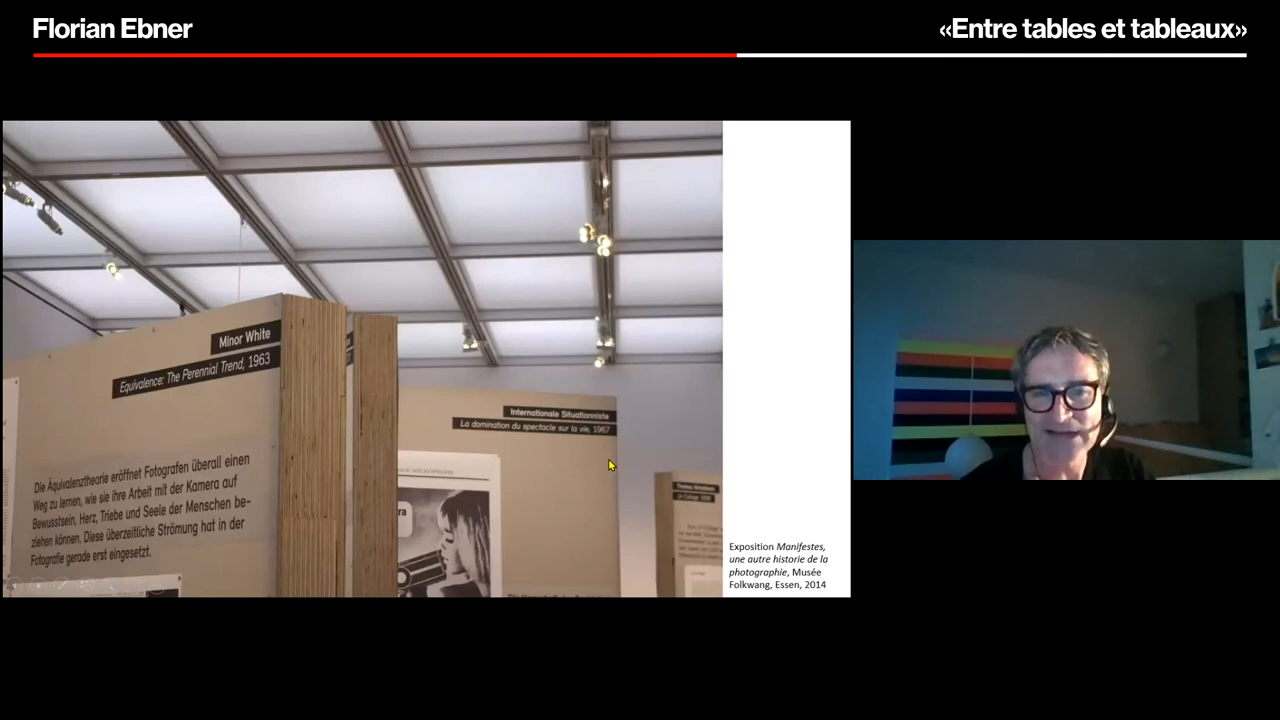 Florian Ebner
«Entre tables et tableaux»
Minor White
Equivalence: The Perennial Trend, 1963
Die Äquivalenztheorie eröffnet Fotografen überall einen
Weg zu lernen, wie sie ihre Arbeit mit der Kamera auf
Bewusstsein, Herz, Triebe und Seele der Menschen be-
ziehen können. Diese überzeitliche Strömung hat in der
Fotografie gerade erst eingesetzt.
Internationale Situationniste
La domination du spectacle sur la vie, 1967
Thomas Hirschhorn
Exposition Manifestes,
une autre historie de la
photographie, Musée
Folkwang, Essen, 2014